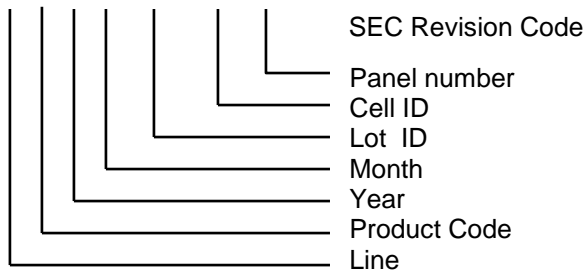 SEC Revision Code
Panel number
Cell ID
Lot ID
Month
Year
Product Code
Line